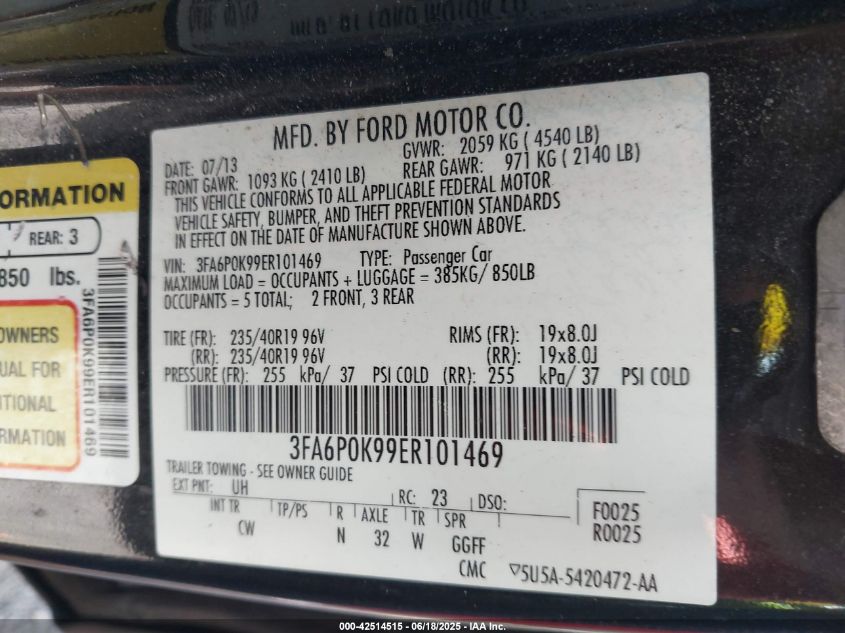 MFD. BY FORD MOTOR CO.
DATE: 07/13
GVWR: 2059 KG ( 4540 LB)
FRONT GAWR: 1093 KG ( 2410 LB)
REAR GAWR: 971 KG ( 2140 LB)
THIS VEHICLE CONFORMS TO ALL APPLICABLE FEDERAL MOTOR
VEHICLE SAFETY, BUMPER, AND THEFT PREVENTION STANDARDS
IN EFFECT ON THE DATE OF MANUFACTURE SHOWN ABOVE.
VIN: 3FA6P0K99ER101469 TYPE: Passenger Car
MAXIMUM LOAD = OCCUPANTS + LUGGAGE = 385KG/ 850LB
OCCUPANTS = 5 TOTAL; 2 FRONT, 3 REAR
TIRE (FR): 235/40R19 96V RIMS (FR): 19x8.0J
(RR): 235/40R19 96V (RR): 19x8.0J
PRESSURE (FR): 255 kPa/ 37 PSI COLD (RR): 255 kPa/ 37 PSI COLD
3FA6P0K99ER101469
TRAILER TOWING - SEE OWNER GUIDE
EXT PNT: UH RC: 23 DSO:
INT TR TP/PS R AXLE TR SPR
CW N 32 W GGFF
F0025
R0025
CMC ▽5U5A-5420472-AA
ORMATION
REAR: 3
850 lbs.
OWNERS
UAL FOR
ITIONAL
RMATION
3FA6P0K99ER101469
000-42514515 - 06/18/2025 - IAA Inc.